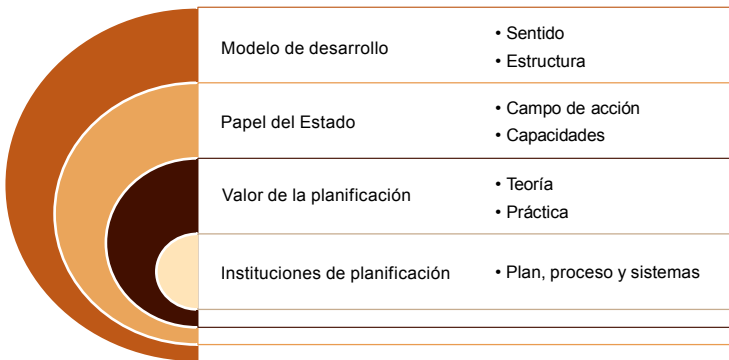 Modelo de desarrollo
• Sentido
• Estructura
Papel del Estado
• Campo de acción
• Capacidades
Valor de la planificación
• Teoría
• Práctica
Instituciones de planificación
• Plan, proceso y sistemas